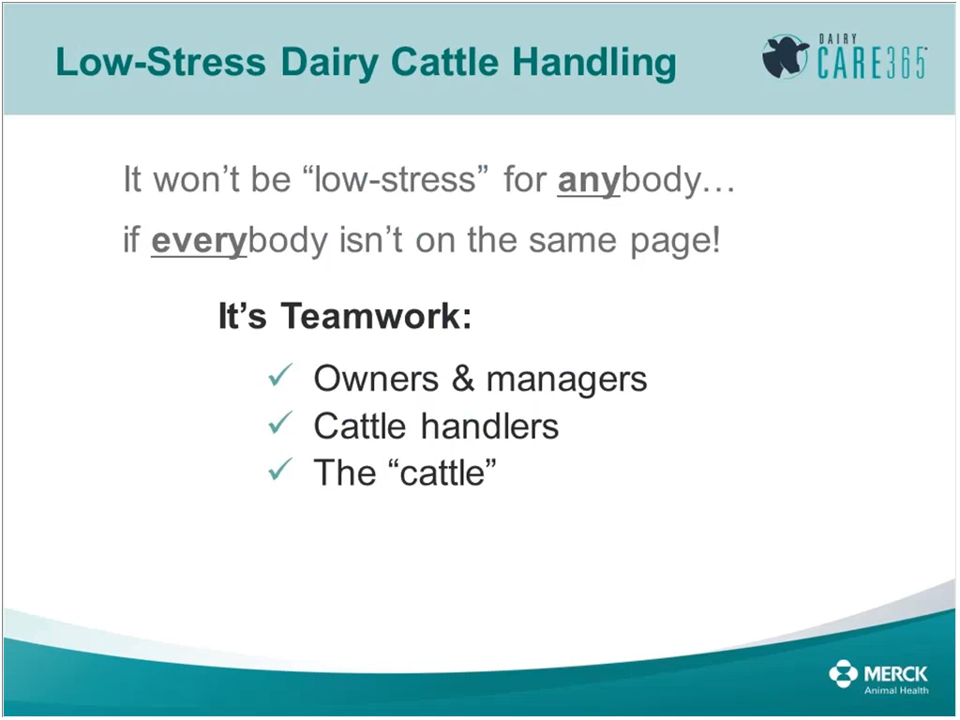 Low-Stress Dairy Cattle Handling
DAIRY
CARE365™
It won’t be “low-stress” for anybody…
if everybody isn’t on the same page!
It’s Teamwork:
✓ Owners & managers
✓ Cattle handlers
✓ The “cattle”
MERCK
Animal Health